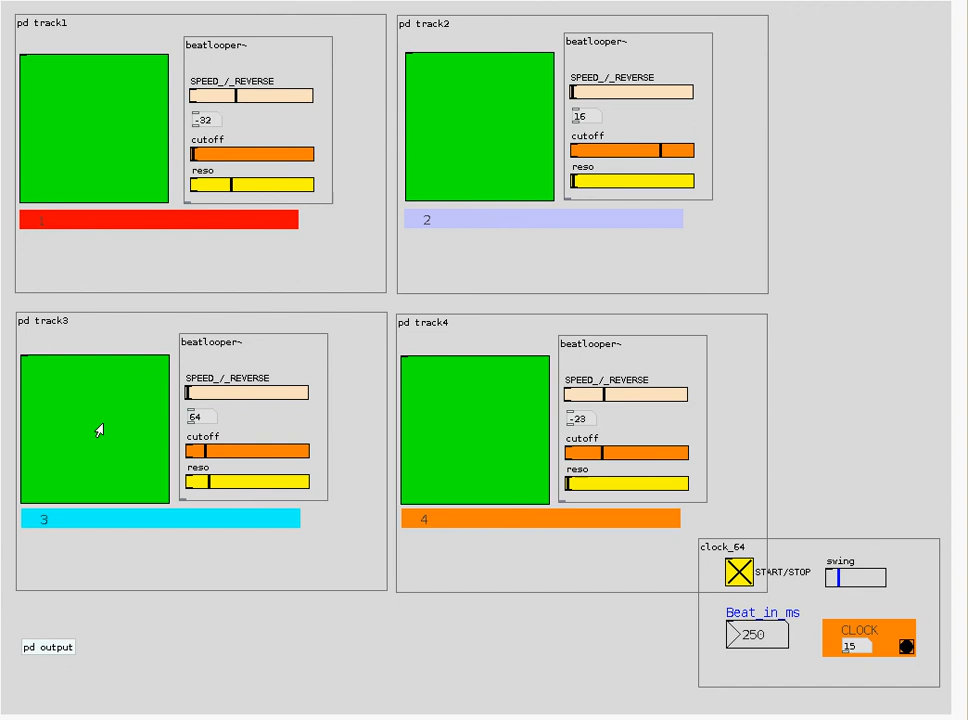 pd track1
beatlooper~
SPEED_/_REVERSE
-32
cutoff
reso
1
pd track2
beatlooper~
SPEED_/_REVERSE
16
cutoff
reso
2
pd track3
beatlooper~
SPEED_/_REVERSE
64
cutoff
reso
3
pd track4
beatlooper~
SPEED_/_REVERSE
-23
cutoff
reso
4
clock_64
START/STOP
swing
Beat_in_ms
250
CLOCK
15
pd output